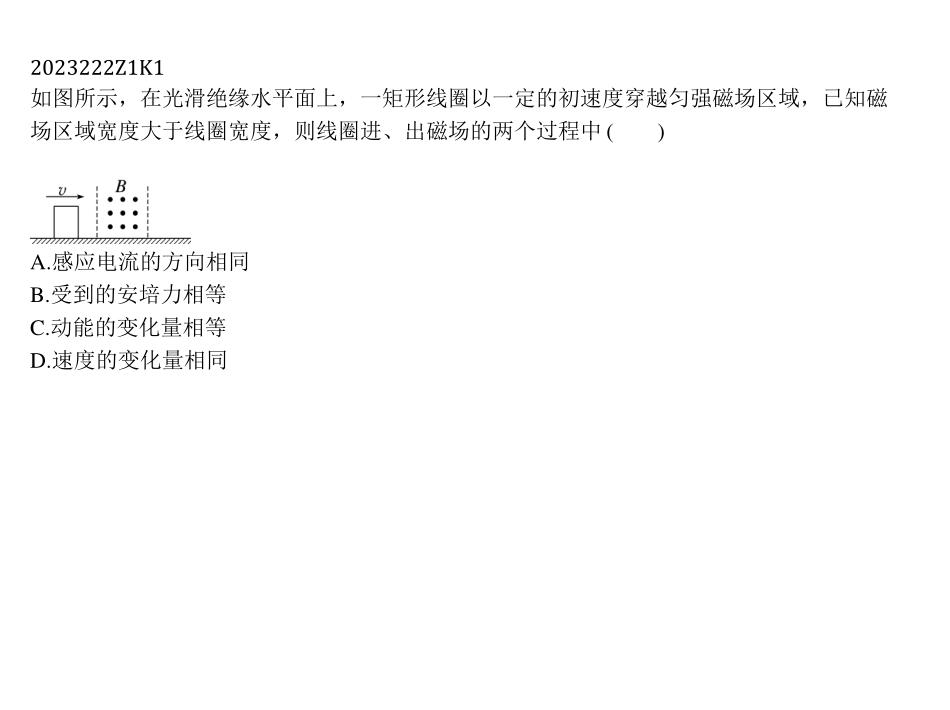 2023222Z1K1
如图所示，在光滑绝缘水平面上，一矩形线圈以一定的初速度穿越匀强磁场区域，已知磁
场区域宽度大于线圈宽度，则线圈进、出磁场的两个过程中 (　　)
B
v
A.感应电流的方向相同
B.受到的安培力相等
C.动能的变化量相等
D.速度的变化量相同